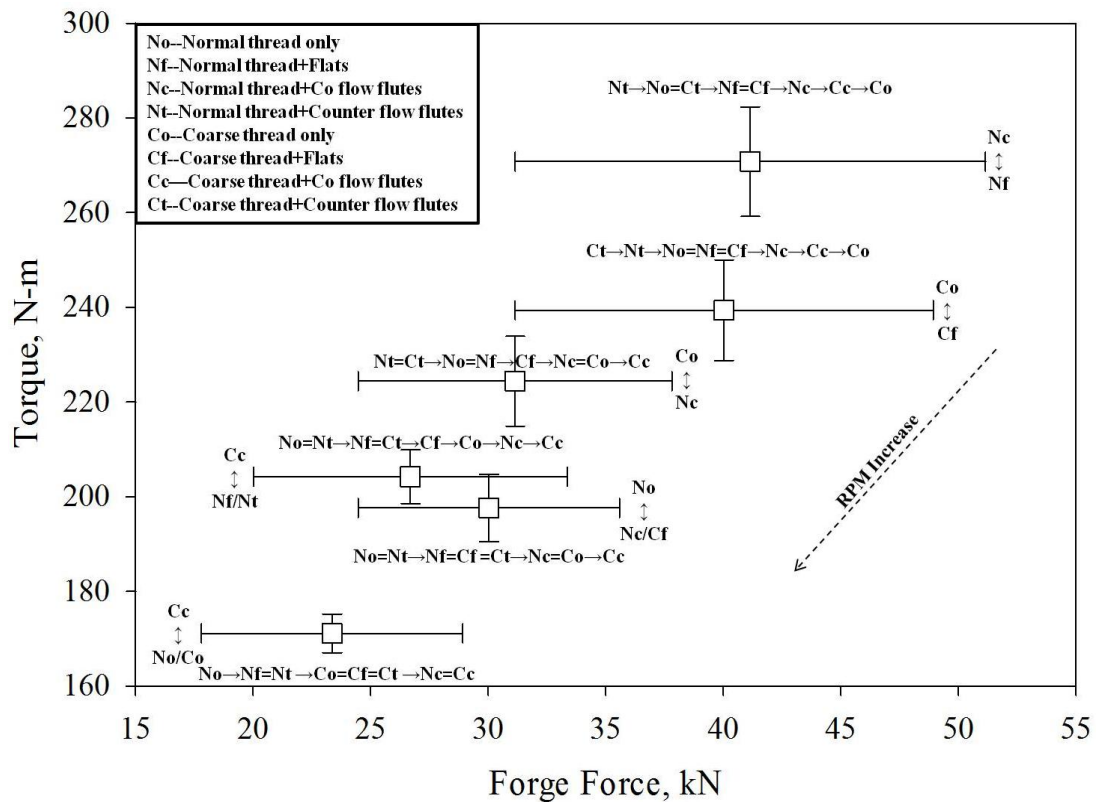 300
280
260
240
220
200
180
160
Torque, N-m
No--Normal thread only
Nf--Normal thread+Flats
Nc--Normal thread+Co flow flutes
Nt--Normal thread+Counter flow flutes
Co--Coarse thread only
Cf--Coarse thread+Flats
Cc—Coarse thread+Co flow flutes
Ct--Coarse thread+Counter flow flutes
Nt→No=Ct→Nf=Cf→Nc→Cc→Co
Nc
↕
Nf
Ct→Nt→No=Nf=Cf→Nc→Cc→Co
Co
↕
Cf
Nt=Ct→No=Nf→Cf→Nc=Co→Cc
Co
↕
Nc
No=Nt→Nf=Ct→Cf→Co→Nc→Cc
Cc
↕
Nf/Nt
No
↕
Nc/Cf
No=Nt→Nf=Cf=Ct→Nc=Co→Cc
RPM Increase
Cc
↕
No/Co
No→Nf=Nt→Co=Cf=Ct→Nc=Cc
15 20 25 30 35 40 45 50 55
Forge Force, kN